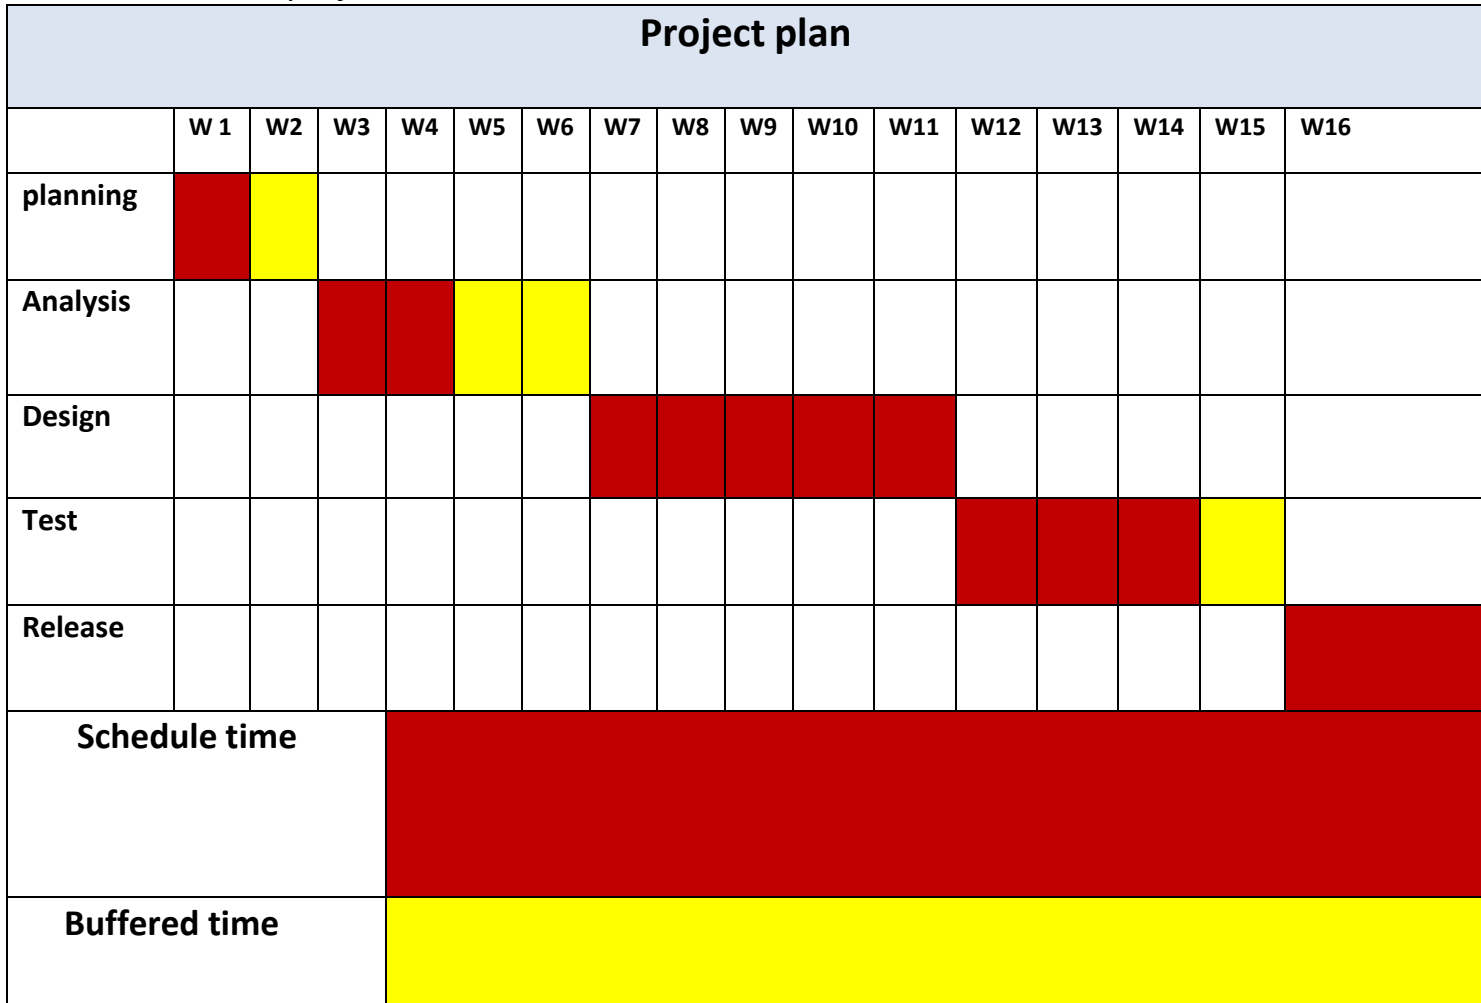 Project plan
W 1 W2 W3 W4 W5 W6 W7 W8 W9 W10 W11 W12 W13 W14 W15 W16
planning
Analysis
Design
Test
Release
Schedule time
Buffered time